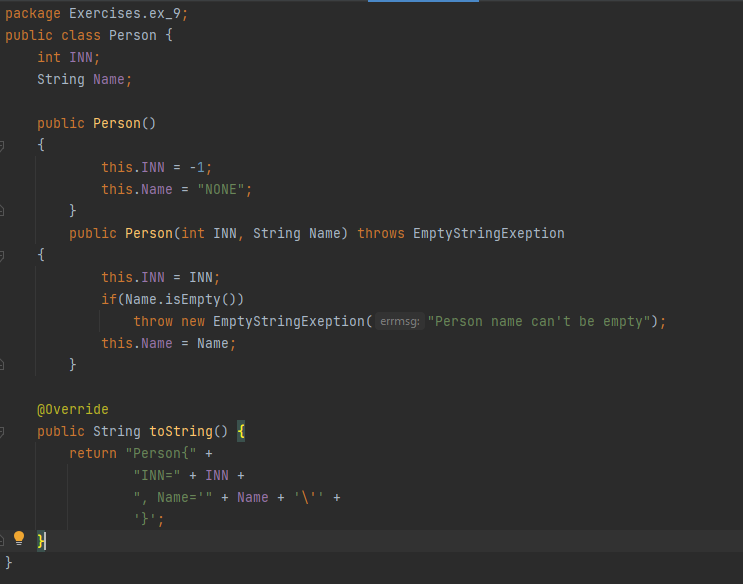 package Exercises.ex_9;
public class Person {
    int INN;
    String Name;

    public Person()
    {
            this.INN = -1;
            this.Name = "NONE";
        }
        public Person(int INN, String Name) throws EmptyStringExeption
    {
            this.INN = INN;
            if(Name.isEmpty())
                throw new EmptyStringExeption( errmsg: "Person name can't be empty");
            this.Name = Name;
        }

    @Override
    public String toString() {
        return "Person{" +
                "INN=" + INN +
                ", Name='" + Name + '\'' +
                '}';
    }
}